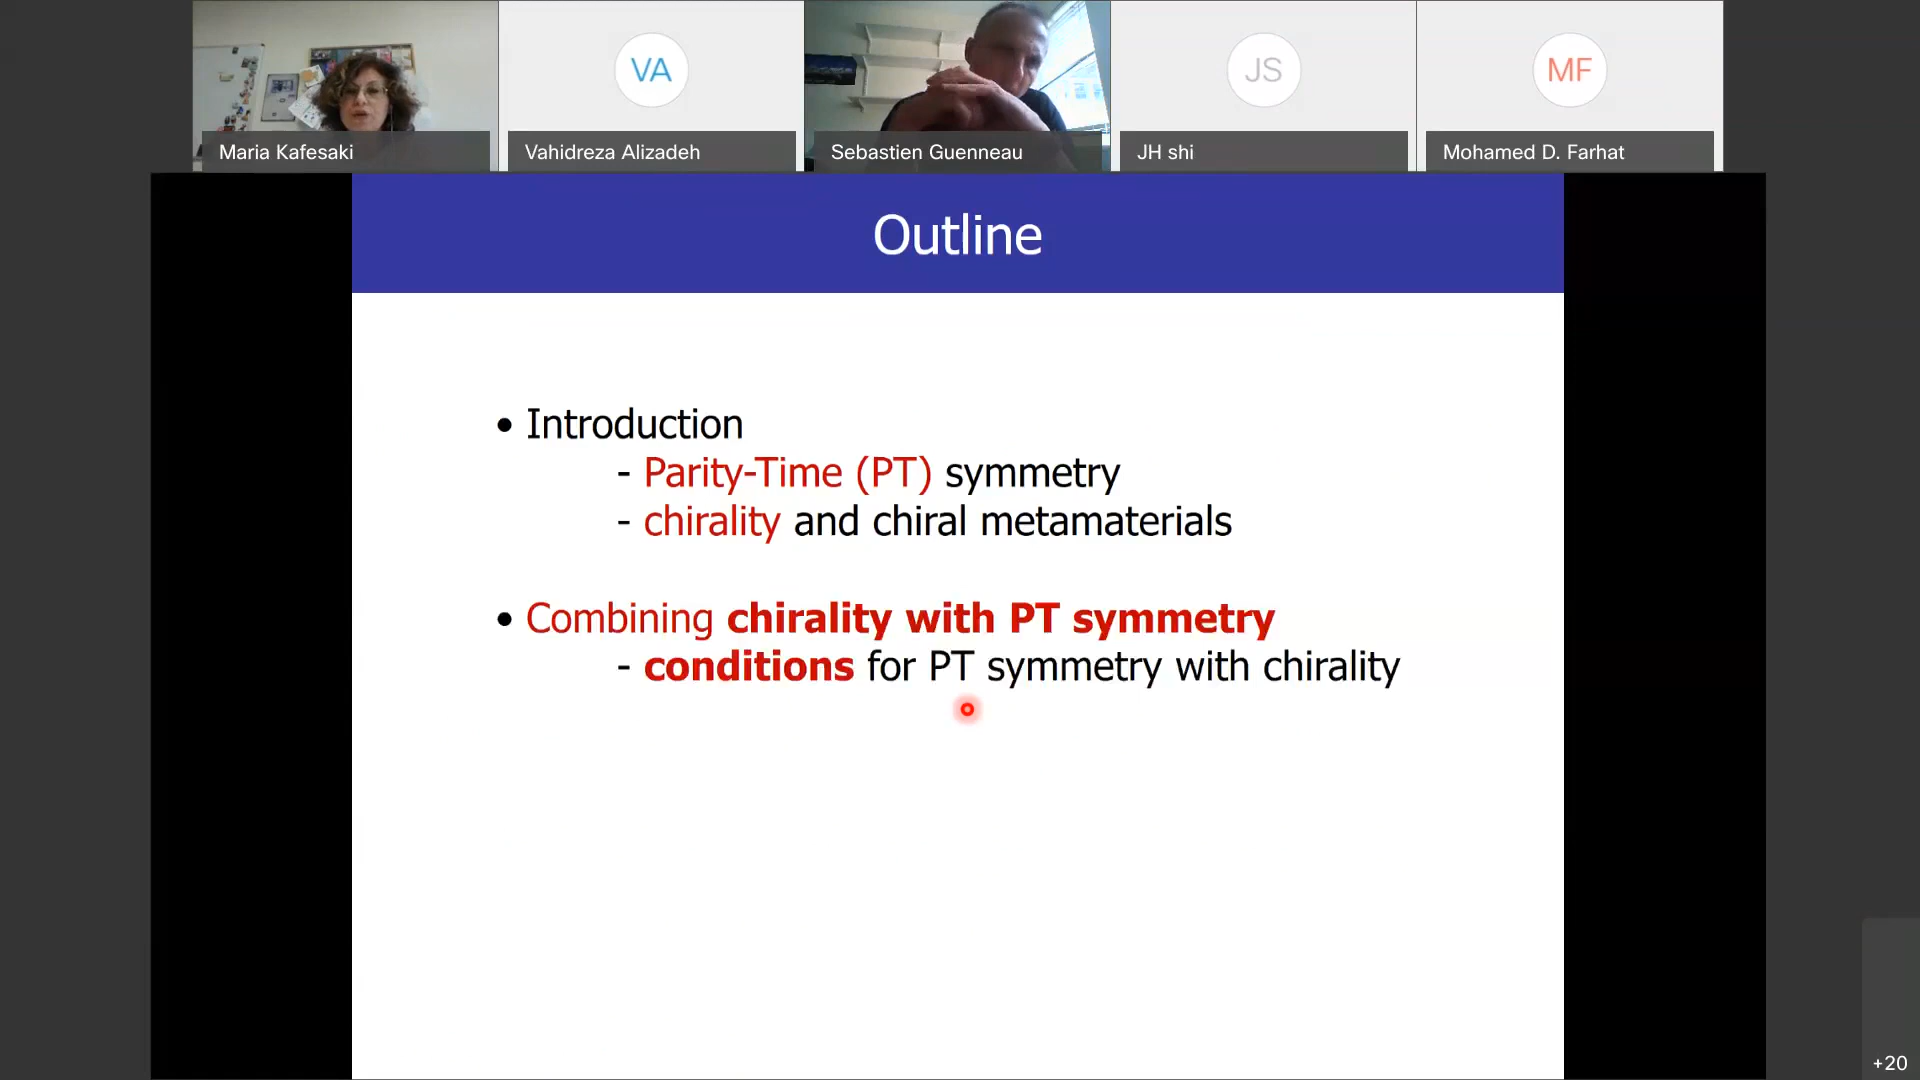 VA
JS
MF
Maria Kafesaki
Vahidreza Alizadeh
Sebastien Guenneau
JH shi
Mohamed D. Farhat
Outline
• Introduction
- Parity-Time (PT) symmetry
- chirality and chiral metamaterials
• Combining chirality with PT symmetry
- conditions for PT symmetry with chirality
+20